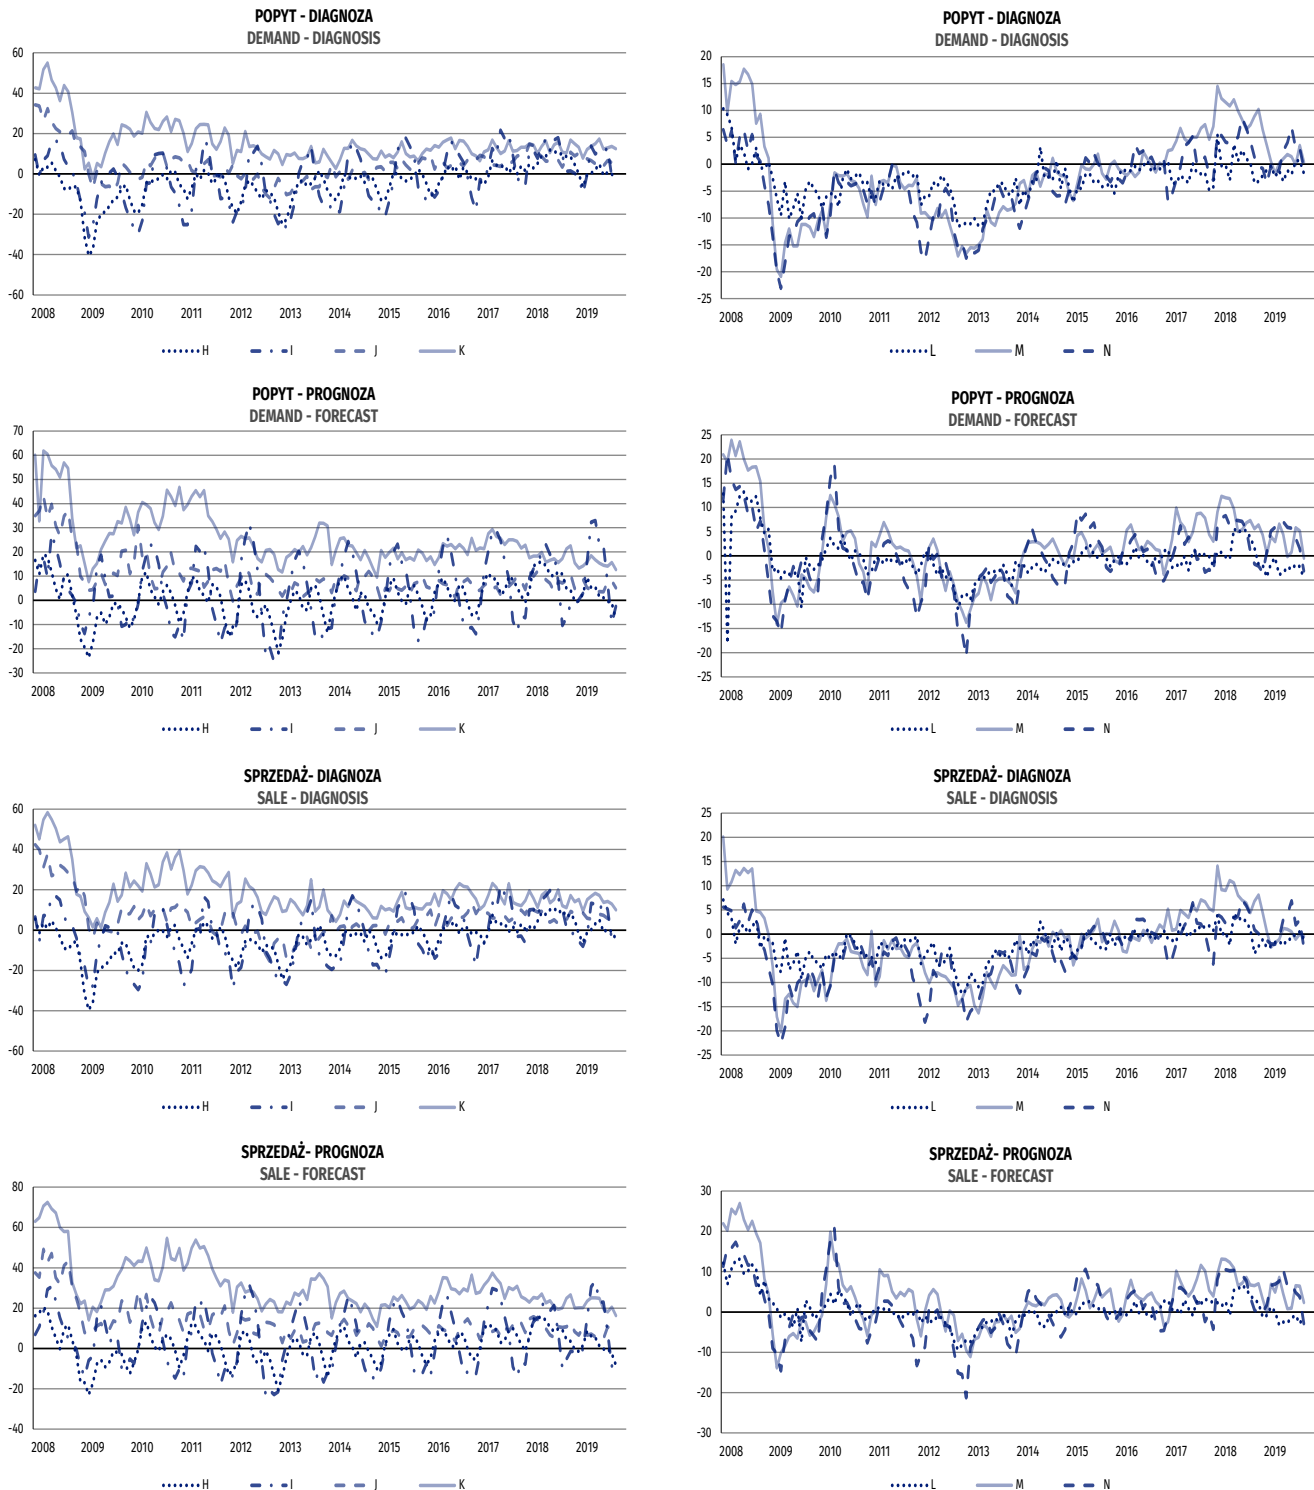 POPYT - DIAGNOZA
DEMAND - DIAGNOSIS
60
40
20
0
-20
-40
-60
2008 2009 2010 2011 2012 2013 2014 2015 2016 2017 2018 2019
H I J K
POPYT - DIAGNOZA
DEMAND - DIAGNOSIS
20
15
10
5
0
-5
-10
-15
-20
-25
2008 2009 2010 2011 2012 2013 2014 2015 2016 2017 2018 2019
L M N
POPYT - PROGNOZA
DEMAND - FORECAST
70
60
50
40
30
20
10
0
-10
-20
-30
2008 2009 2010 2011 2012 2013 2014 2015 2016 2017 2018 2019
H I J K
POPYT - PROGNOZA
DEMAND - FORECAST
25
20
15
10
5
0
-5
-10
-15
-20
-25
2008 2009 2010 2011 2012 2013 2014 2015 2016 2017 2018 2019
L M N
SPRZEDAŻ- DIAGNOZA
SALE - DIAGNOSIS
60
40
20
0
-20
-40
-60
2008 2009 2010 2011 2012 2013 2014 2015 2016 2017 2018 2019
H I J K
SPRZEDAŻ- DIAGNOZA
SALE - DIAGNOSIS
25
20
15
10
5
0
-5
-10
-15
-20
-25
2008 2009 2010 2011 2012 2013 2014 2015 2016 2017 2018 2019
L M N
SPRZEDAŻ- PROGNOZA
SALE - FORECAST
80
60
40
20
0
-20
-40
2008 2009 2010 2011 2012 2013 2014 2015 2016 2017 2018 2019
H I J K
SPRZEDAŻ- PROGNOZA
SALE - FORECAST
30
20
10
0
-10
-20
-30
2008 2009 2010 2011 2012 2013 2014 2015 2016 2017 2018 2019
L M N